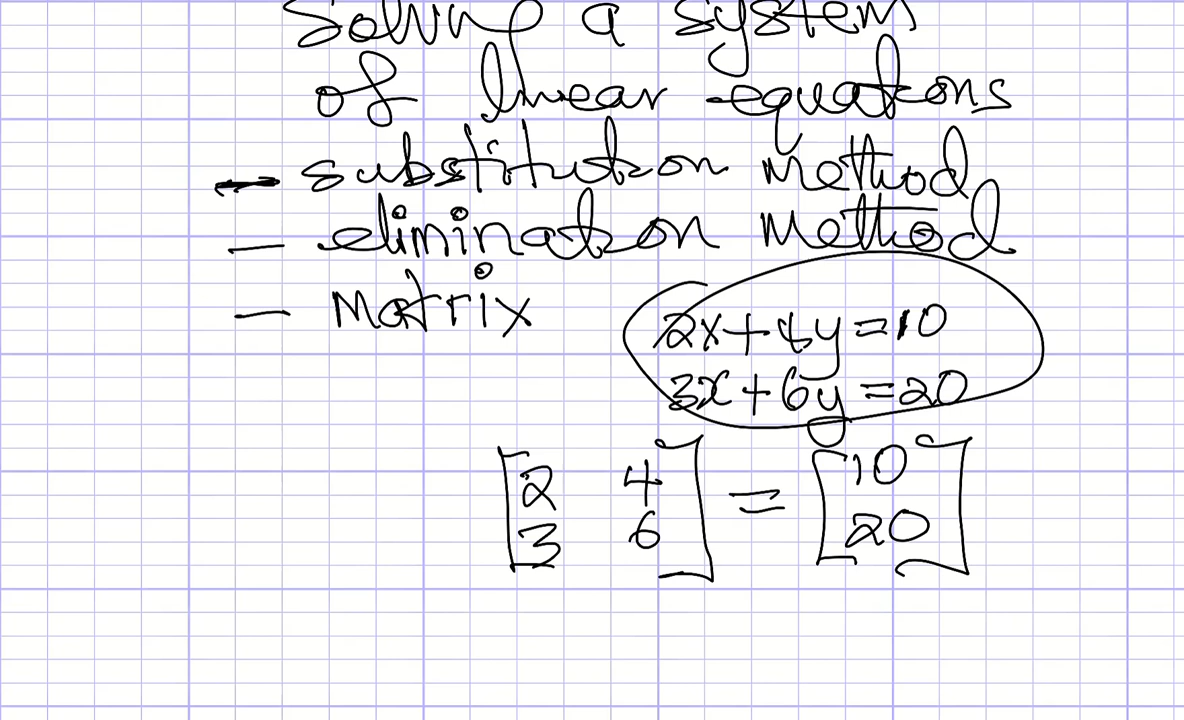 Solving a system
of linear equations
- substitution method
- elimination method
- Matrix
2x+4y=10
3x+6y=20
[2 4] = [10]
[3 6] [20]